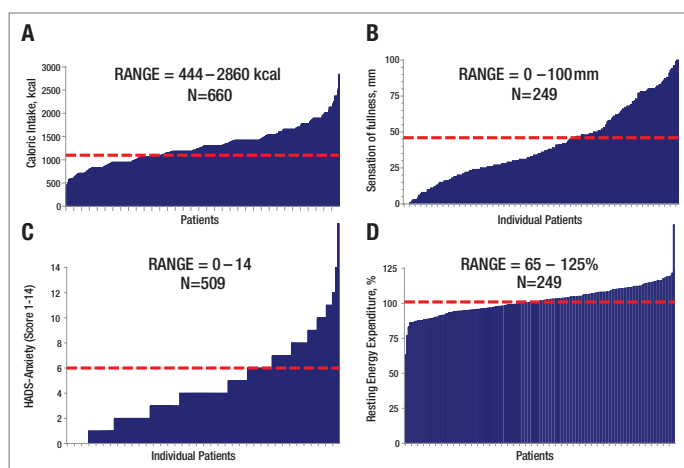 A
RANGE = 444–2860 kcal
N=660
Caloric Intake, kcal
3000
2500
2000
1500
1000
500
0
Patients
B
RANGE = 0–100mm
N=249
Sensation of fullness, mm
100
75
50
25
0
Individual Patients
C
RANGE = 0–14
N=509
HADS-Anxiety (Score 1-14)
14
12
10
8
6
4
2
0
Individual Patients
D
RANGE = 65 – 125%
N=249
Resting Energy Expenditure, %
125
100
75
50
25
0
Patients